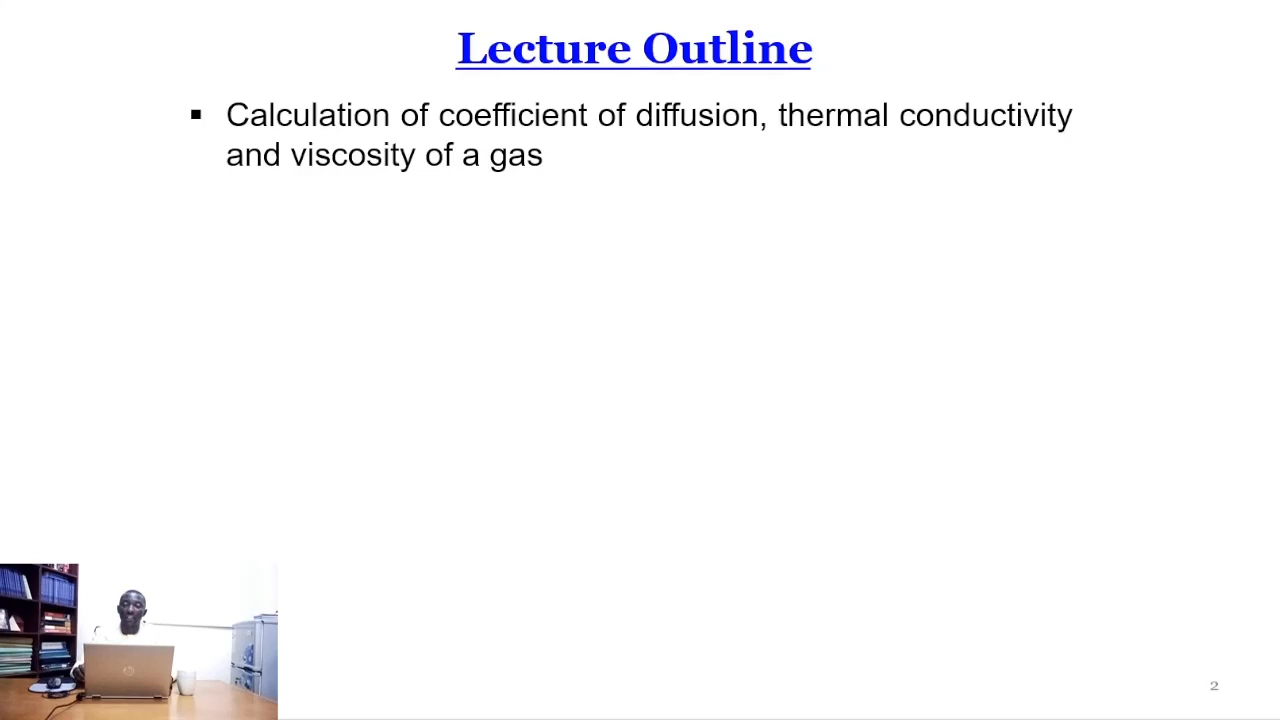 Lecture Outline
▪ Calculation of coefficient of diffusion, thermal conductivity
and viscosity of a gas
2